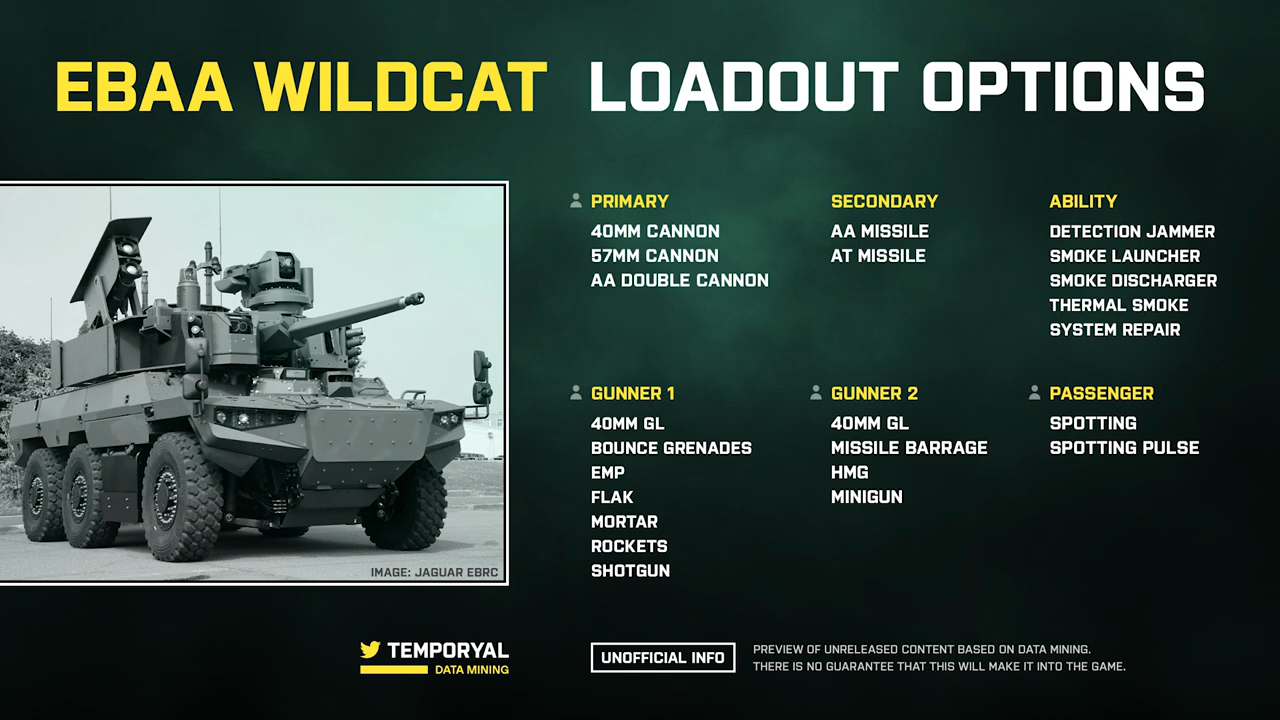 EBAA WILDCAT LOADOUT OPTIONS
PRIMARY
40MM CANNON
57MM CANNON
AA DOUBLE CANNON
SECONDARY
AA MISSILE
AT MISSILE
ABILITY
DETECTION JAMMER
SMOKE LAUNCHER
SMOKE DISCHARGER
THERMAL SMOKE
SYSTEM REPAIR
GUNNER 1
40MM GL
BOUNCE GRENADES
EMP
FLAK
MORTAR
ROCKETS
SHOTGUN
GUNNER 2
40MM GL
MISSILE BARRAGE
HMG
MINIGUN
PASSENGER
SPOTTING
SPOTTING PULSE
IMAGE: JAGUAR EBRC
TEMPORYAL
DATA MINING
UNOFFICIAL INFO
PREVIEW OF UNRELEASED CONTENT BASED ON DATA MINING.
THERE IS NO GUARANTEE THAT THIS WILL MAKE IT INTO THE GAME.